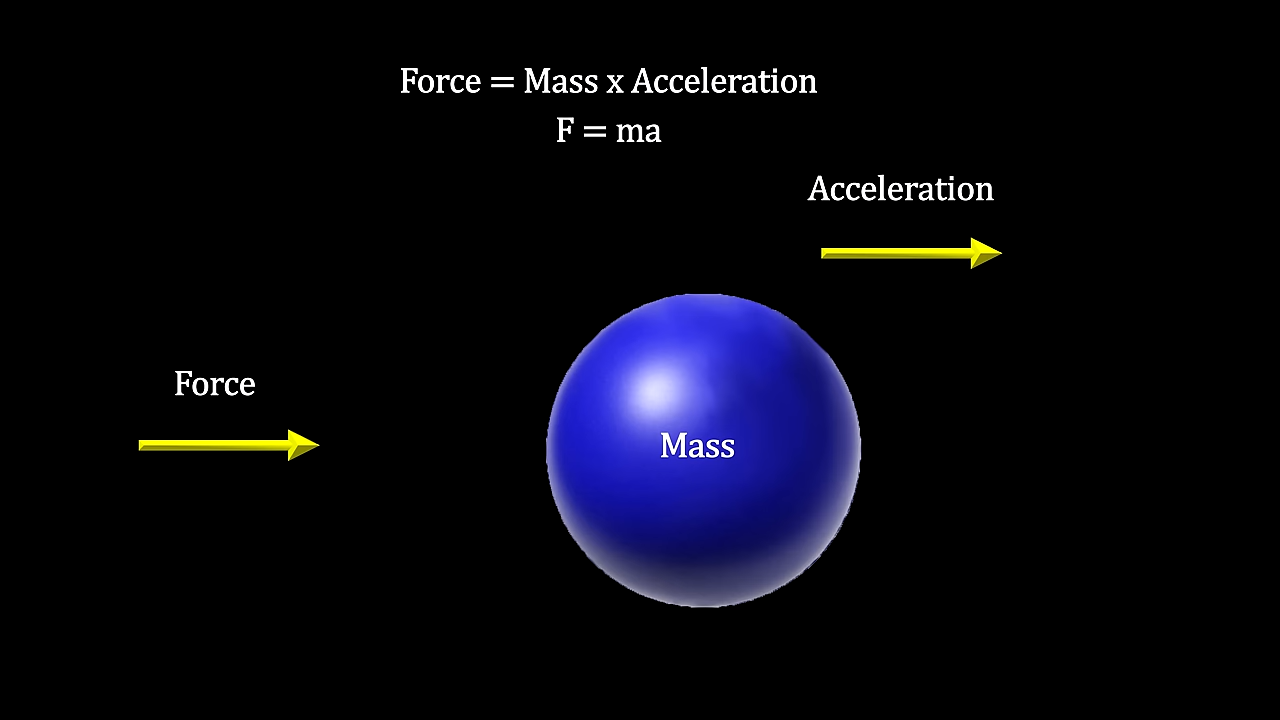 Force = Mass x Acceleration
F = ma
Acceleration
Force
Mass